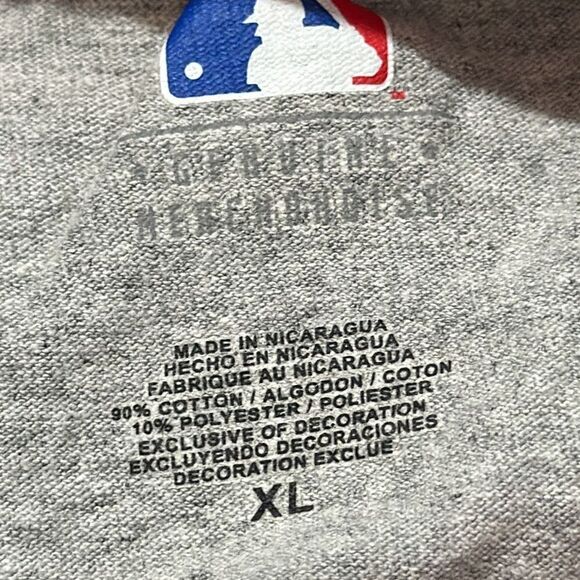 TM
GENUINE
MERCHANDISE
MADE IN NICARAGUA
HECHO EN NICARAGUA
FABRIQUE AU NICARAGUA
90% COTTON / ALGODON / COTON
10% POLYESTER / POLIESTER
EXCLUSIVE OF DECORATION
EXCLUYENDO DECORACIONES
DECORATION EXCLUE
XL